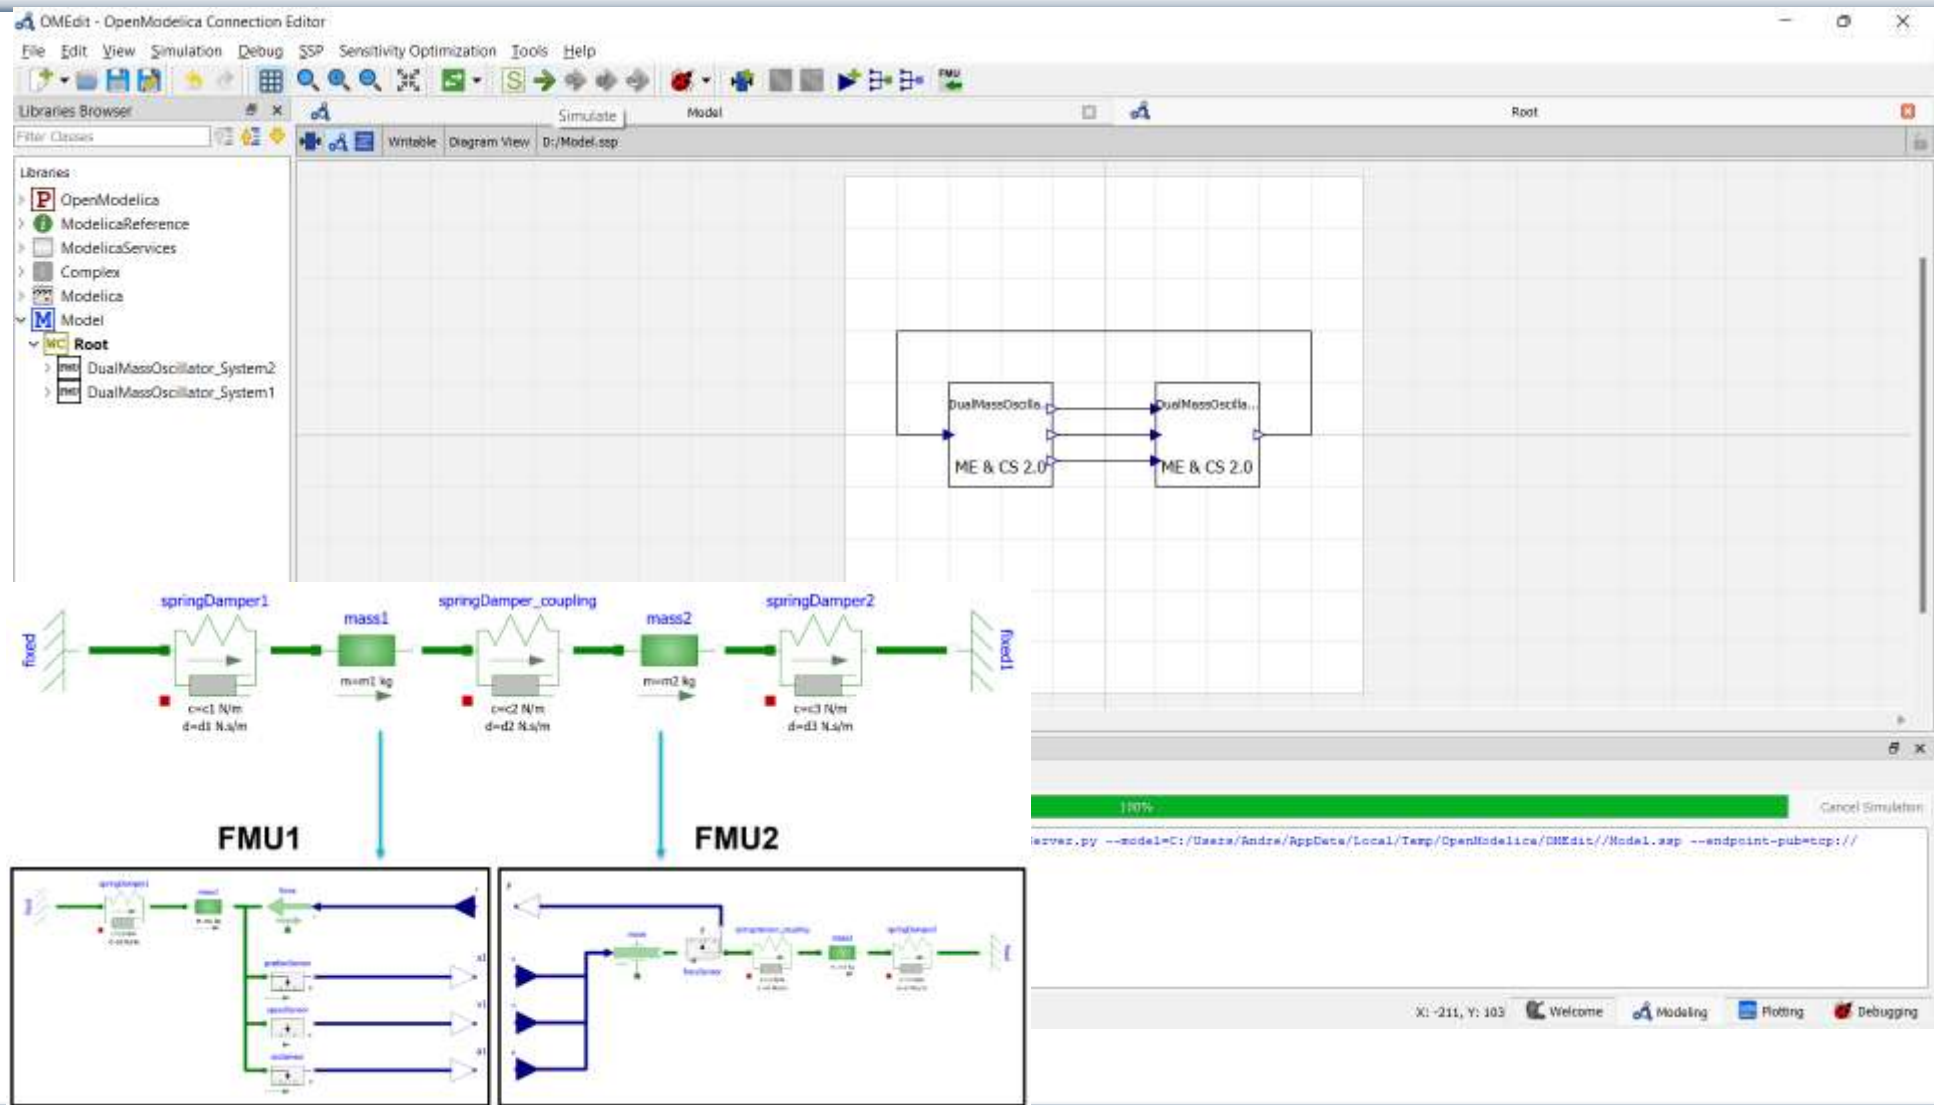 OMEdit - OpenModelica Connection Editor
File Edit View Simulation Debug SSP Sensitivity Optimization Tools Help
FMU
Libraries Browser
Simulate
Model
Root
Filter Classes
Writable
Diagram View
D:/Model.ssp
Libraries
P OpenModelica
ModelicaReference
ModelicaServices
Complex
Modelica
M Model
MC Root
FMU DualMassOscillator_System2
FMU DualMassOscillator_System1
DualMassOscilla...
DualMassOscilla...
ME & CS 2.0
ME & CS 2.0
springDamper1
springDamper_coupling
springDamper2
mass1
mass2
fixed
fixed1
m=m1 kg
m=m2 kg
c=c1 N/m
d=d1 N.s/m
c=c2 N/m
d=d2 N.s/m
c=c3 N/m
d=d3 N.s/m
FMU1
FMU2
100%
Cancel Simulation
erver.py --model=C:/Users/Andre/AppData/Local/Temp/OpenModelica/OMEdit//Model.ssp --endpoint-pub=tcp://
X: -211, Y: 103
Welcome
Modeling
Plotting
Debugging